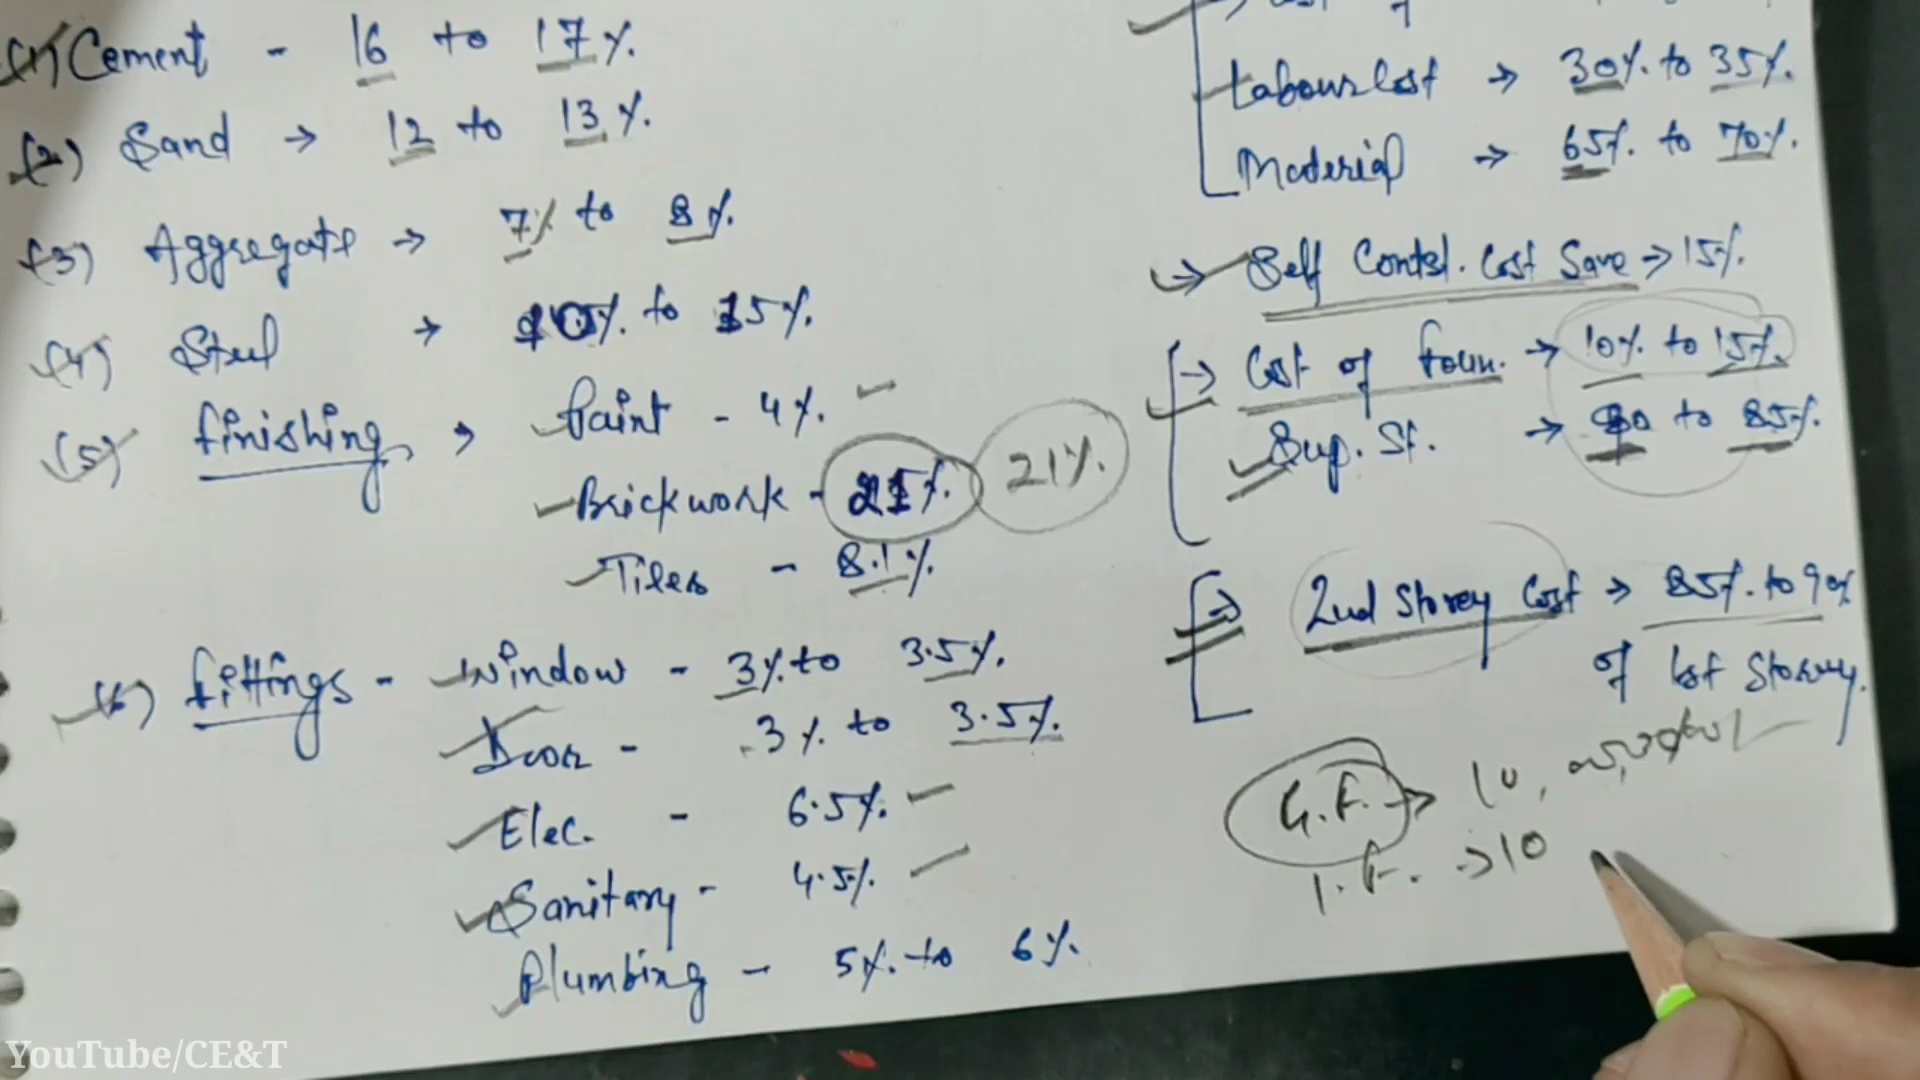 (1) Cement - 16 to 17%.
(2) Sand → 12 to 13%.
(3) Aggregate → 7% to 8%.
(4) Steel → 10% to 15%.
(5) Finishing → Paint - 4%.
Brickwork - 21%. 21%.
Tiles - 8.1%.
(6) fittings - Window - 3% to 3.5%.
Door - 3% to 3.5%.
Elec. - 6.5%.
Sanitary - 4.5%.
Plumbing - 5% to 6%.
Labour Cost → 30% to 35%.
Material → 65% to 70%.
→ Self Contst. Cost Save → 15%.
→ Cost of foun. → 10% to 15%.
Sup. St. → 80 to 85%.
→ 2nd Storey Cost → 85% to 90%
of 1st Storey.
G.F. → 10,
1.F. → 10
YouTube/CE&T